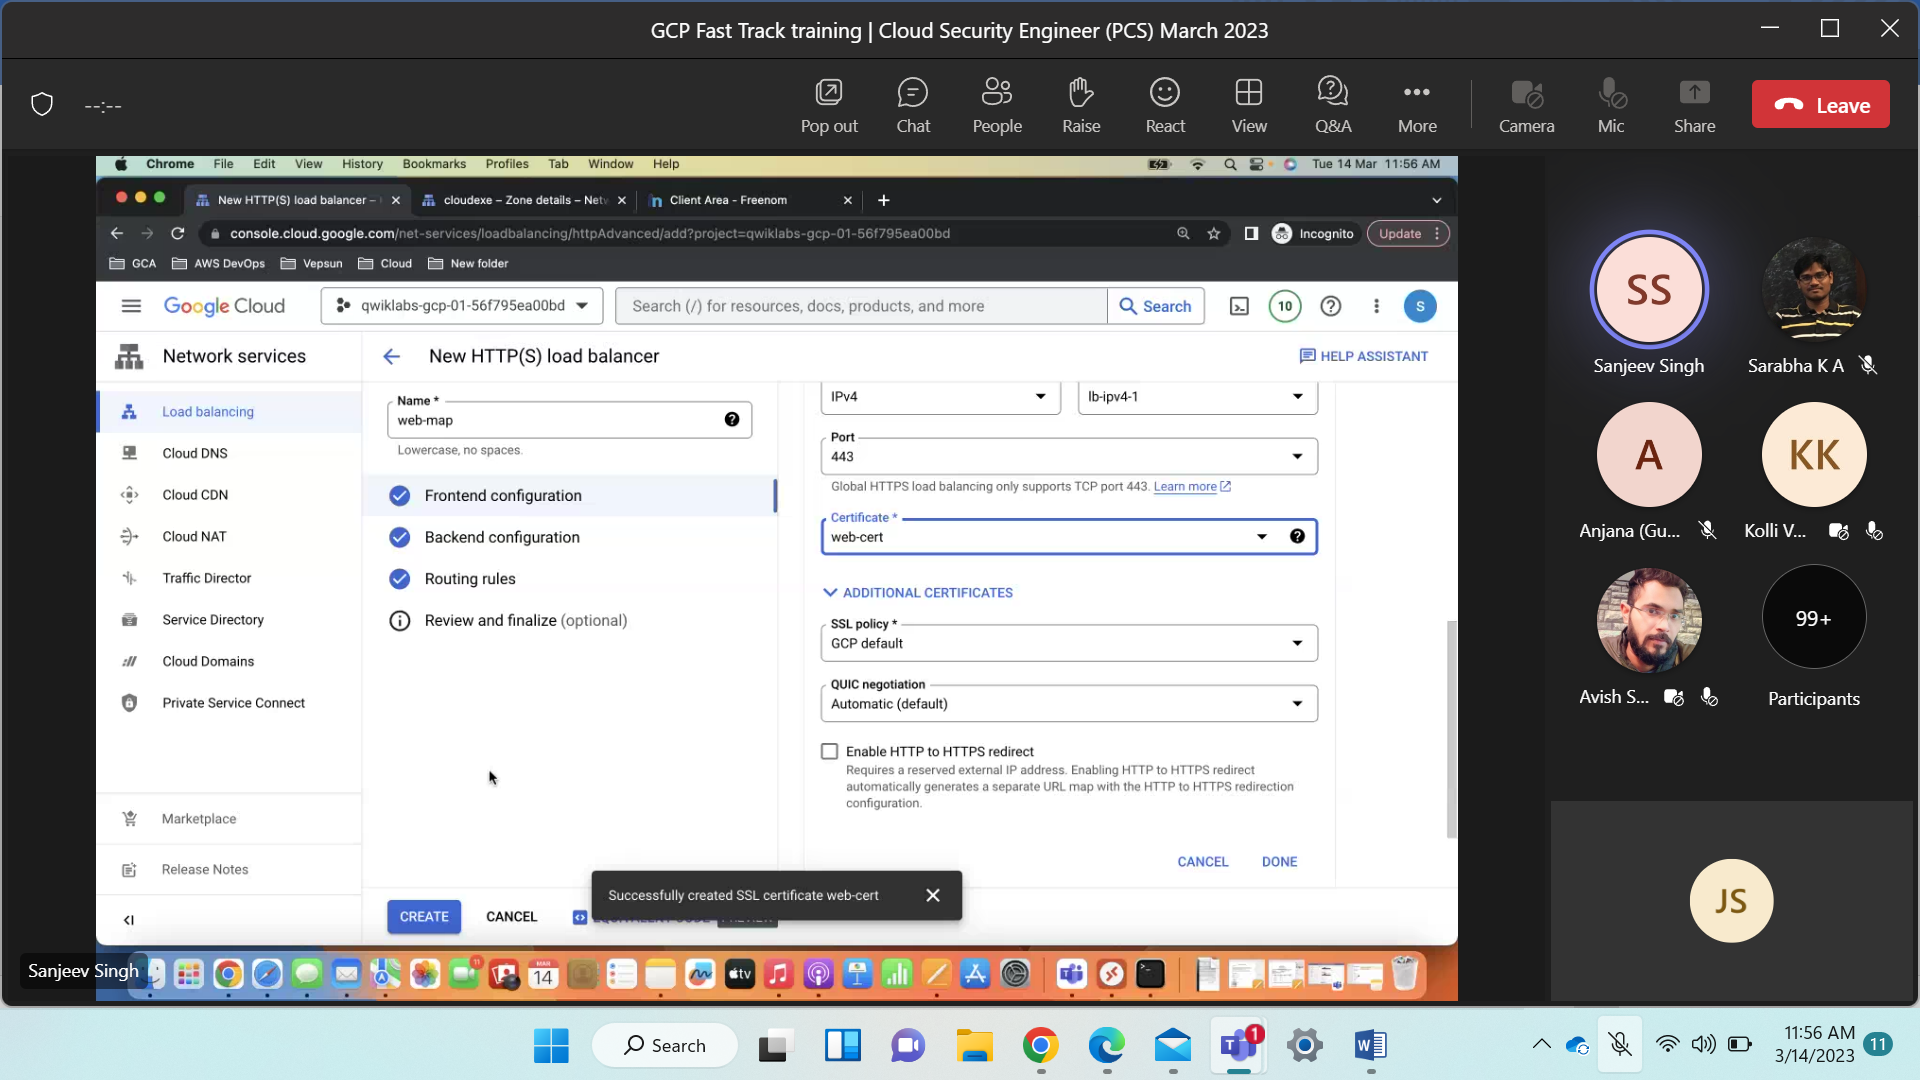 GCP Fast Track training | Cloud Security Engineer (PCS) March 2023
--:--
Pop out
Chat
People
Raise
React
View
Q&A
More
Camera
Mic
Share
Leave
Chrome File Edit View History Bookmarks Profiles Tab Window Help
Tue 14 Mar 11:56 AM
New HTTP(S) load balancer –
cloudexe – Zone details – Netw
Client Area - Freenom
console.cloud.google.com/net-services/loadbalancing/httpAdvanced/add?project=qwiklabs-gcp-01-56f795ea00bd
Incognito
Update
GCA
AWS DevOps
Vepsun
Cloud
New folder
Google Cloud
qwiklabs-gcp-01-56f795ea00bd
Search (/) for resources, docs, products, and more
Search
10
S
Network services
New HTTP(S) load balancer
HELP ASSISTANT
Load balancing
Cloud DNS
Cloud CDN
Cloud NAT
Traffic Director
Service Directory
Cloud Domains
Private Service Connect
Marketplace
Release Notes
Name *
web-map
Lowercase, no spaces.
Frontend configuration
Backend configuration
Routing rules
Review and finalize (optional)
IPv4
lb-ipv4-1
Port
443
Global HTTPS load balancing only supports TCP port 443. Learn more
Certificate *
web-cert
ADDITIONAL CERTIFICATES
SSL policy *
GCP default
QUIC negotiation
Automatic (default)
Enable HTTP to HTTPS redirect
Requires a reserved external IP address. Enabling HTTP to HTTPS redirect
automatically generates a separate URL map with the HTTP to HTTPS redirection
configuration.
CANCEL
DONE
Successfully created SSL certificate web-cert
CREATE
CANCEL
SS
Sanjeev Singh
Sarabha K A
A
Anjana (Gu...
KK
Kolli V...
Avish S...
99+
Participants
JS
Sanjeev Singh
11
MAR
14
tv
Search
1
11:56 AM
3/14/2023
11